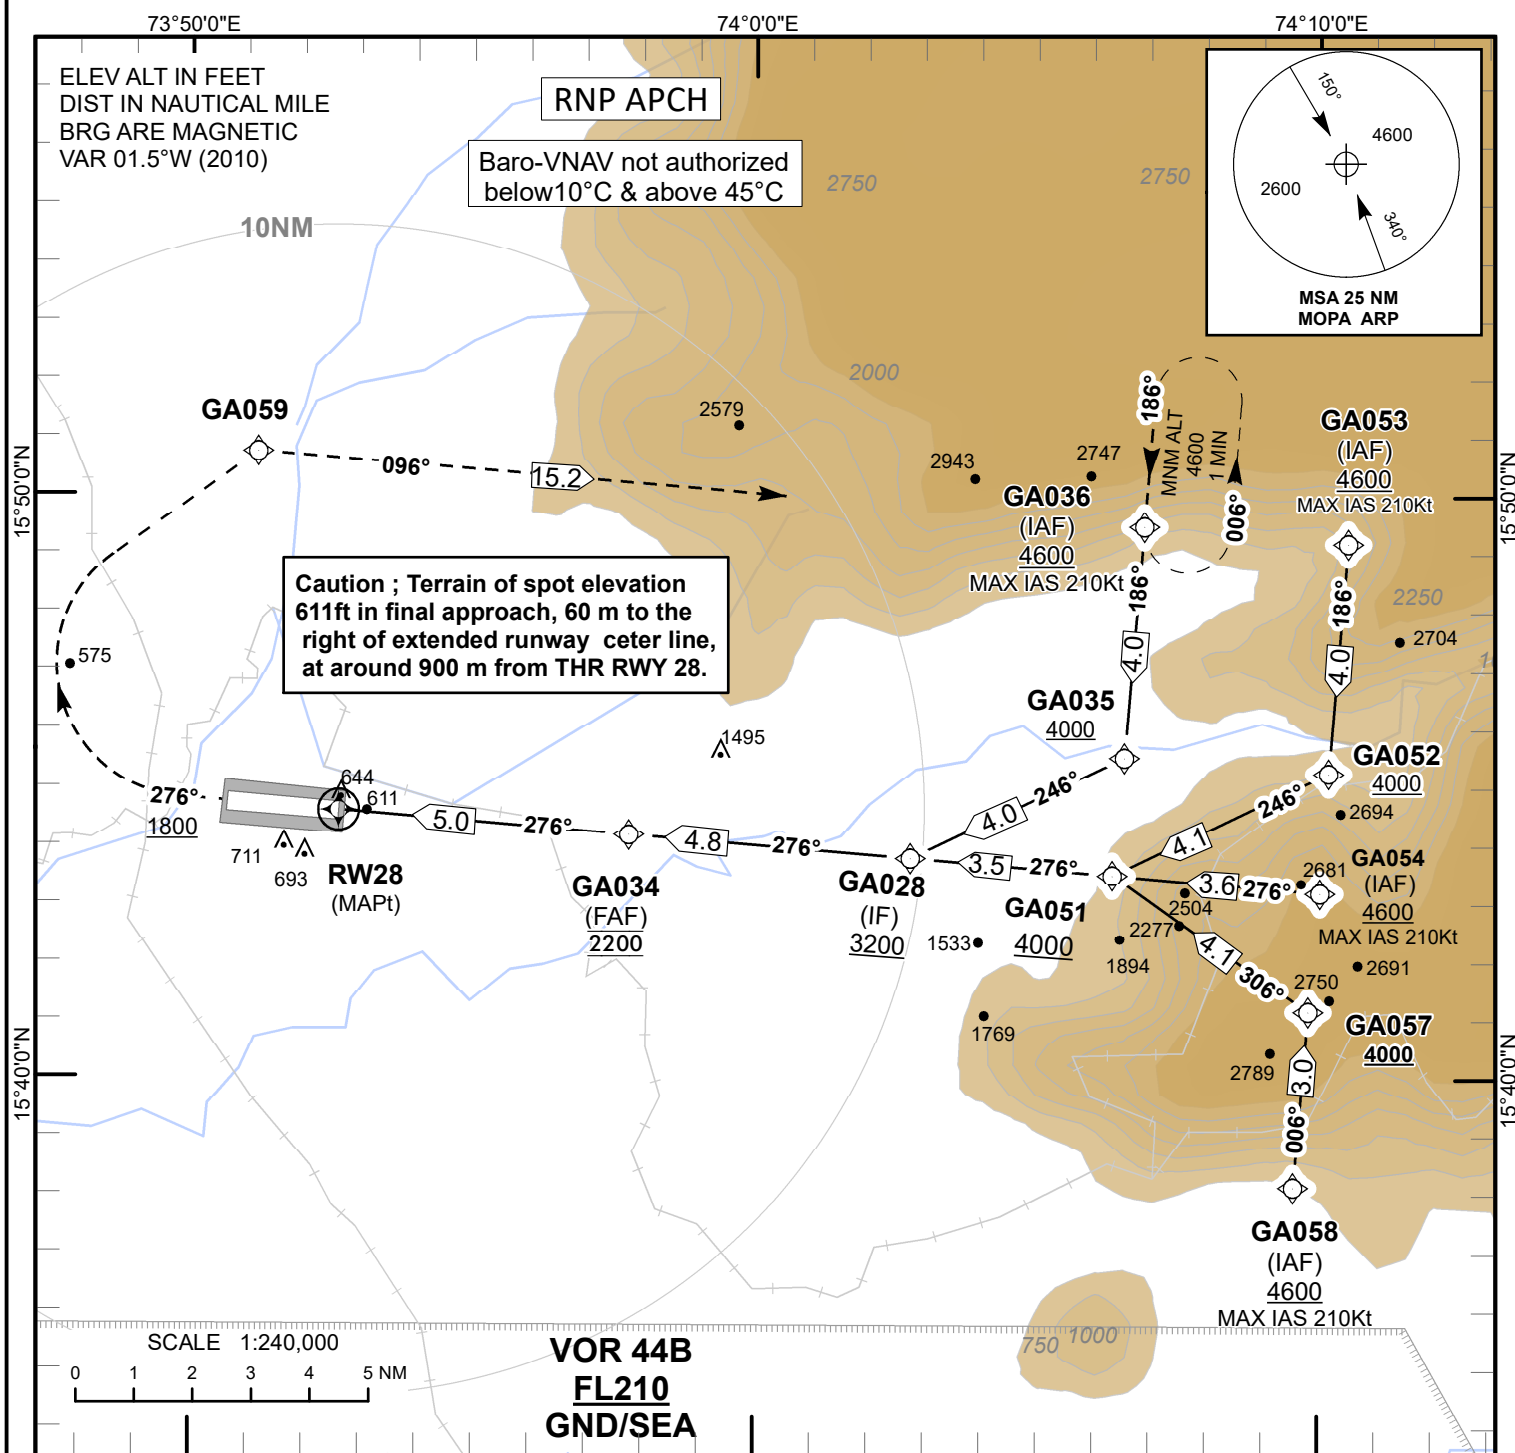 73°50'0"E
74°0'0"E
74°10'0"E
ELEV ALT IN FEET
DIST IN NAUTICAL MILE
BRG ARE MAGNETIC
VAR 01.5°W (2010)
RNP APCH
Baro-VNAV not authorized
below10°C & above 45°C
10NM
2750
2750
150°
4600
2600
340°
MSA 25 NM
MOPA ARP
2000
GA059
096°
15.2
2579
2943
2747
186°
MNM ALT
4600
1 MIN
006°
GA036
(IAF)
4600
MAX IAS 210Kt
GA053
(IAF)
4600
MAX IAS 210Kt
15°50'0"N
15°50'0"N
Caution ; Terrain of spot elevation
611ft in final approach, 60 m to the
right of extended runway ceter line,
at around 900 m from THR RWY 28.
575
186°
4.0
186°
4.0
2250
2704
GA035
4000
1495
246°
4.0
GA052
4000
246°
4.1
2694
276°
1800
644
611
711
693
RW28
(MAPt)
5.0
276°
4.8
276°
GA034
(FAF)
2200
GA028
(IF)
3200
3.5
276°
GA051
4000
3.6
276°
2681
GA054
(IAF)
4600
MAX IAS 210Kt
2504
2277
1894
1533
1769
4.1
306°
2691
2750
GA057
4000
2789
3.0
006°
15°40'0"N
15°40'0"N
GA058
(IAF)
4600
MAX IAS 210Kt
750
1000
SCALE 1:240,000
0 1 2 3 4 5 NM
VOR 44B
FL210
GND/SEA